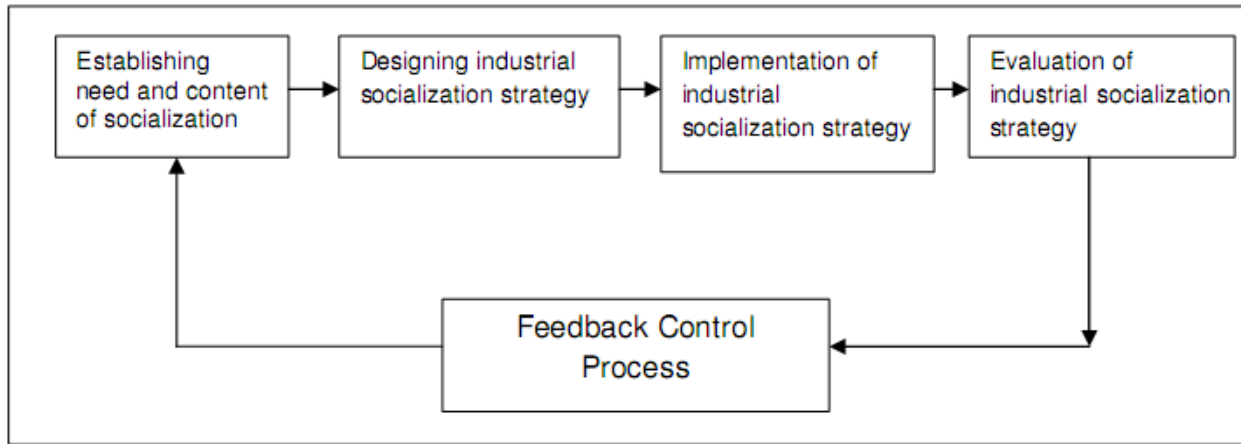 Establishing
need and content
of socialization
Designing industrial
socialization strategy
Implementation of
industrial
socialization strategy
Evaluation of
industrial socialization
strategy
Feedback Control
Process